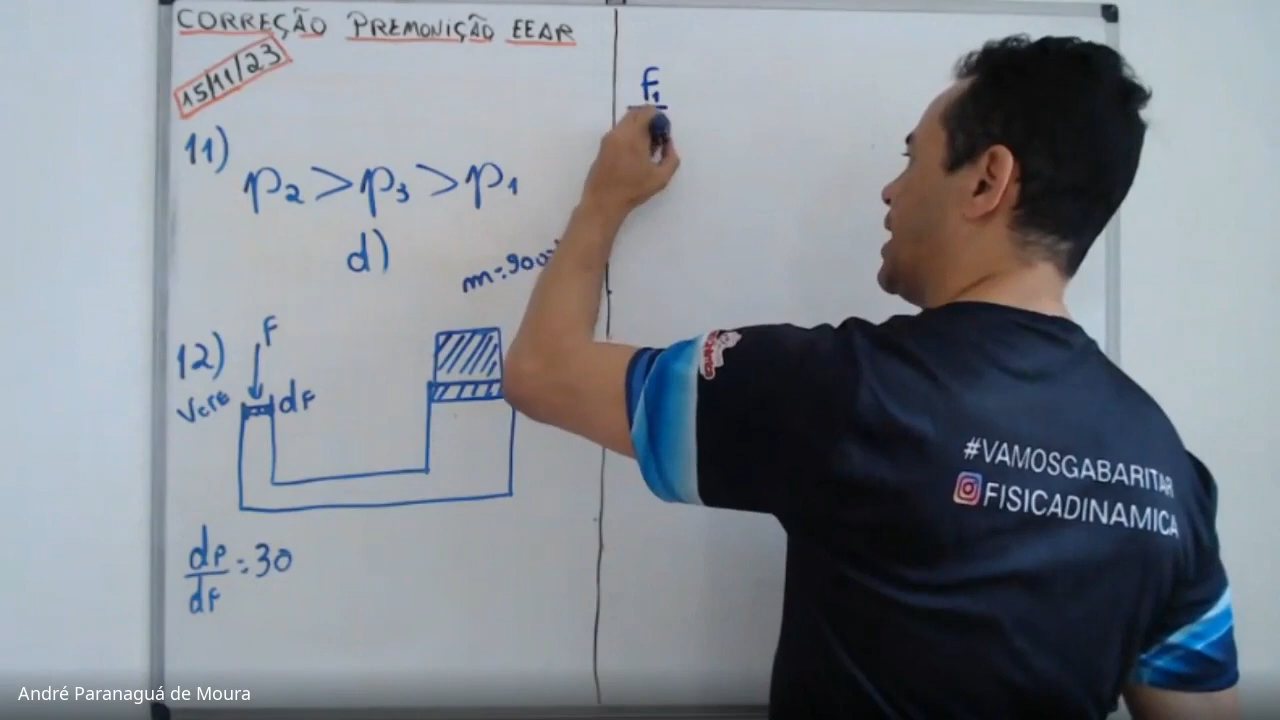 CORREÇÃO PREMONIÇÃO EEAR
15/11/23
11)
p2 > p3 > p1
d)
m=900
12)
F
dF
dP/dF = 30
F1
#VAMOSGABARITAR
FISICADINAMICA
André Paranaguá de Moura